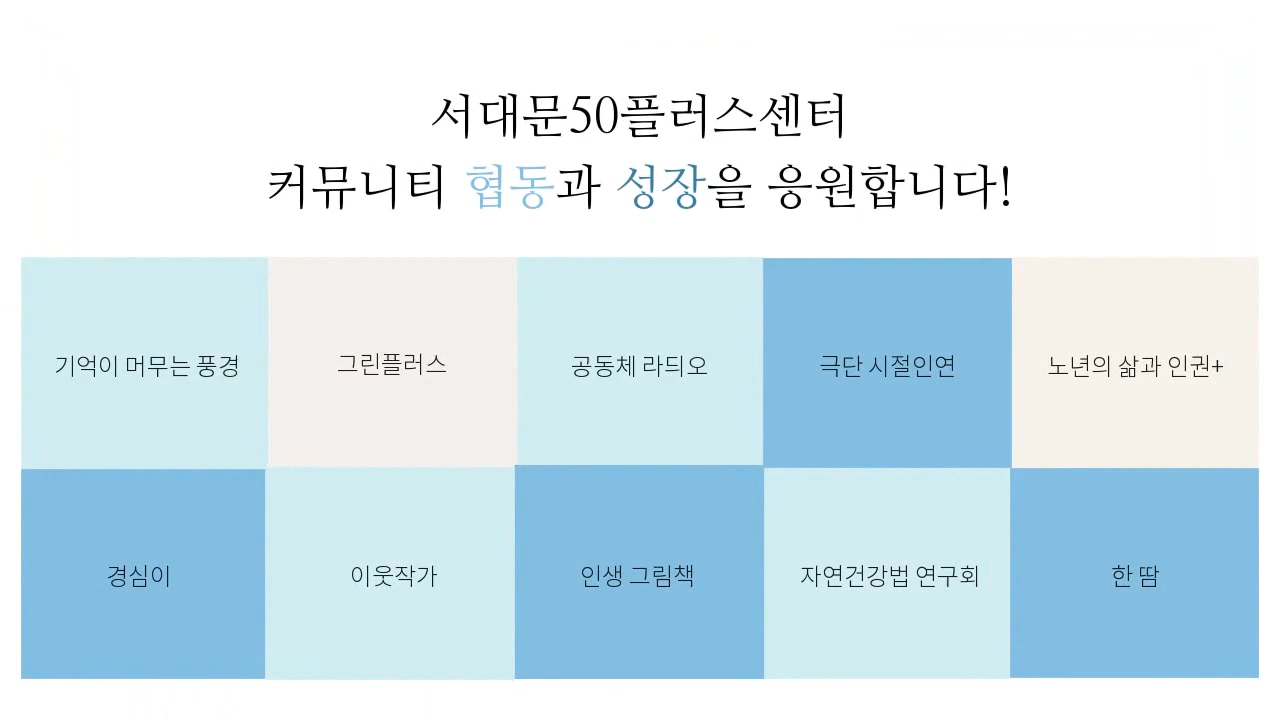 서대문50플러스센터
커뮤니티 협동과 성장을 응원합니다!
기억이 머무는 풍경
그린플러스
공동체 라듸오
극단 시절인연
노년의 삶과 인권+
경심이
이웃작가
인생 그림책
자연건강법 연구회
한 땀